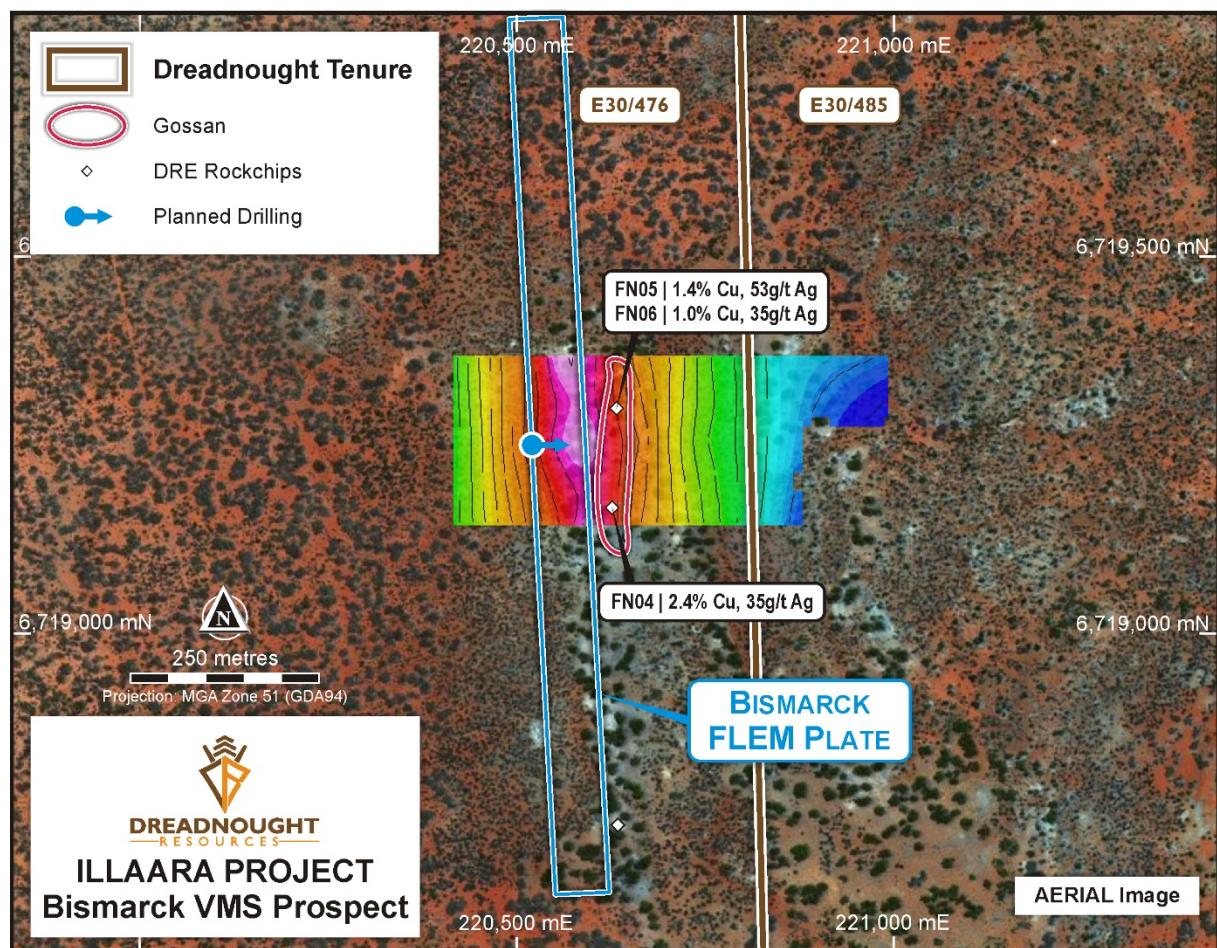 Dreadnought Tenure
Gossan
DRE Rockchips
Planned Drilling
220,500 mE
221,000 mE
E30/476
E30/485
6
6,719,500 mN
FN05 | 1.4% Cu, 53g/t Ag
FN06 | 1.0% Cu, 35g/t Ag
FN04 | 2.4% Cu, 35g/t Ag
6,719,000 mN
6,719,000 mN
N
250 metres
Projection: MGA Zone 51 (GDA94)
BISMARCK
FLEM PLATE
DREADNOUGHT
RESOURCES
ILLAARA PROJECT
Bismarck VMS Prospect
220,500 mE
221,000 mE
AERIAL Image